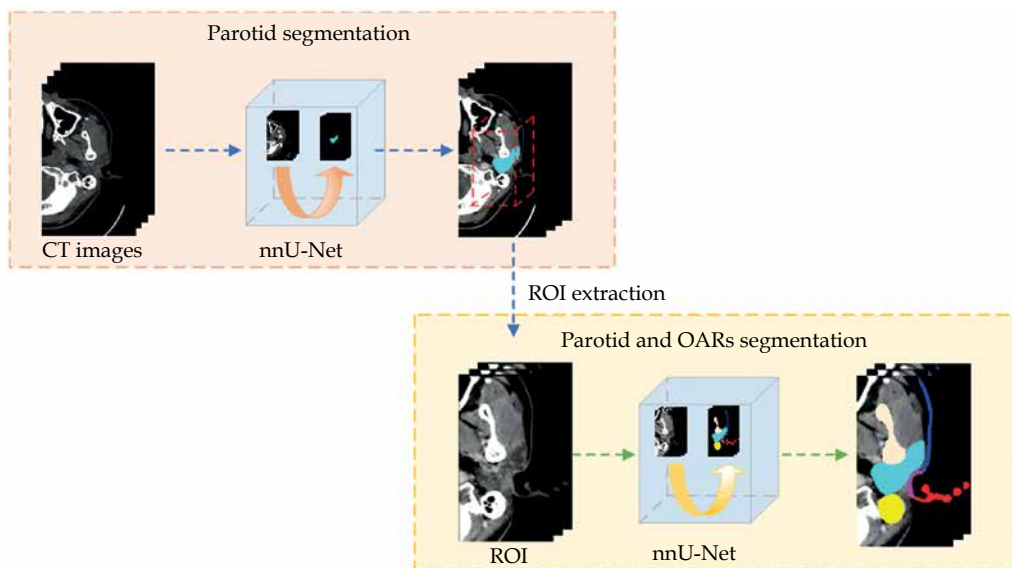 Parotid segmentation
CT images
nnU-Net
ROI extraction
Parotid and OARs segmentation
ROI
nnU-Net